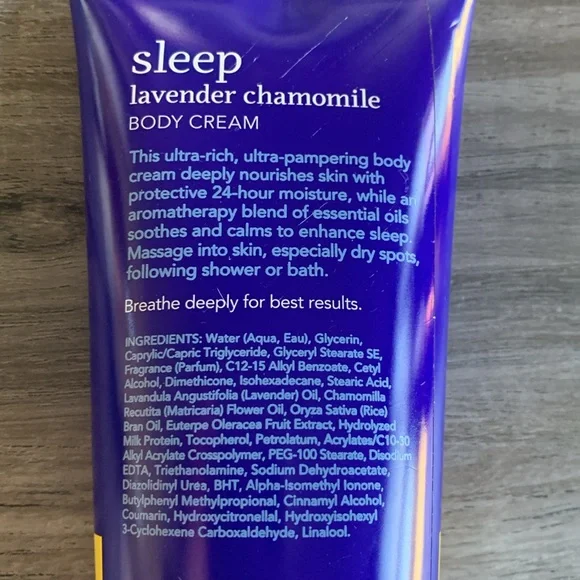 sleep
lavender chamomile
BODY CREAM
This ultra-rich, ultra-pampering body
cream deeply nourishes skin with
protective 24-hour moisture, while an
aromatherapy blend of essential oils
soothes and calms to enhance sleep.
Massage into skin, especially dry spots,
following shower or bath.
Breathe deeply for best results.
INGREDIENTS: Water (Aqua, Eau), Glycerin,
Caprylic/Capric Triglyceride, Glyceryl Stearate SE,
Fragrance (Parfum), C12-15 Alkyl Benzoate, Cetyl
Alcohol, Dimethicone, Isohexadecane, Stearic Acid,
Lavandula Angustifolia (Lavender) Oil, Chamomilla
Recutita (Matricaria) Flower Oil, Oryza Sativa (Rice)
Bran Oil, Euterpe Oleracea Fruit Extract, Hydrolyzed
Milk Protein, Tocopherol, Petrolatum, Acrylates/C10-30
Alkyl Acrylate Crosspolymer, PEG-100 Stearate, Disodium
EDTA, Triethanolamine, Sodium Dehydroacetate,
Diazolidinyl Urea, BHT, Alpha-Isomethyl Ionone,
Butylphenyl Methylpropional, Cinnamyl Alcohol,
Coumarin, Hydroxycitronellal, Hydroxyisohexyl
3-Cyclohexene Carboxaldehyde, Linalool.